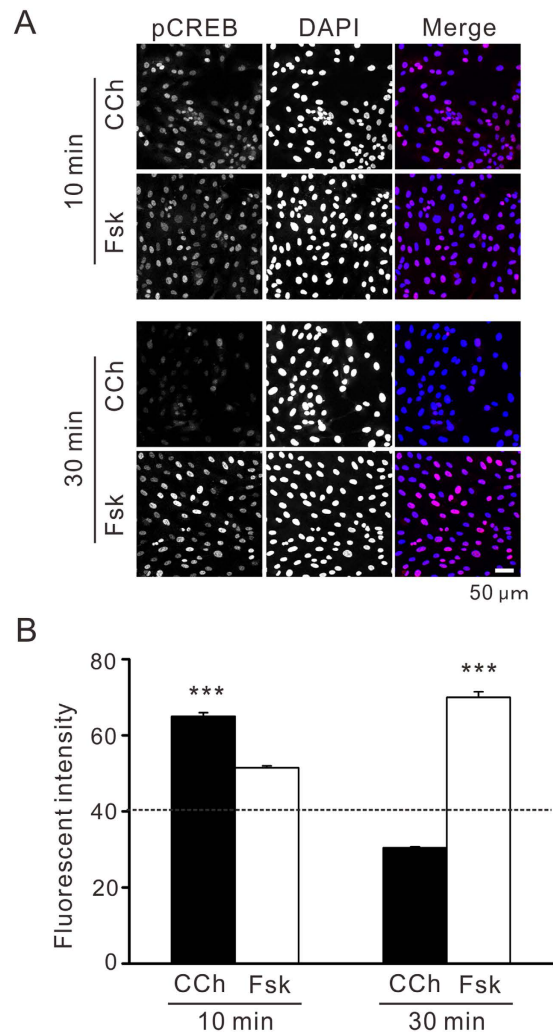 A
pCREB DAPI Merge
10 min
CCh
Fsk
30 min
CCh
Fsk
50 μm
B
Fluorescent intensity
80
60
40
20
0
***
***
CCh Fsk CCh Fsk
10 min 30 min